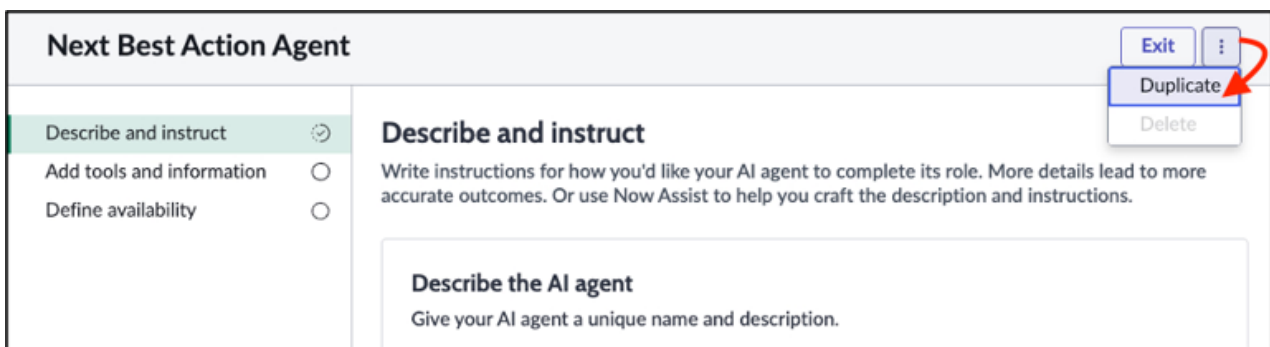 Next Best Action Agent
Exit
Duplicate
Delete
Describe and instruct
Add tools and information
Define availability
Describe and instruct
Write instructions for how you'd like your AI agent to complete its role. More details lead to more
accurate outcomes. Or use Now Assist to help you craft the description and instructions.
Describe the AI agent
Give your AI agent a unique name and description.